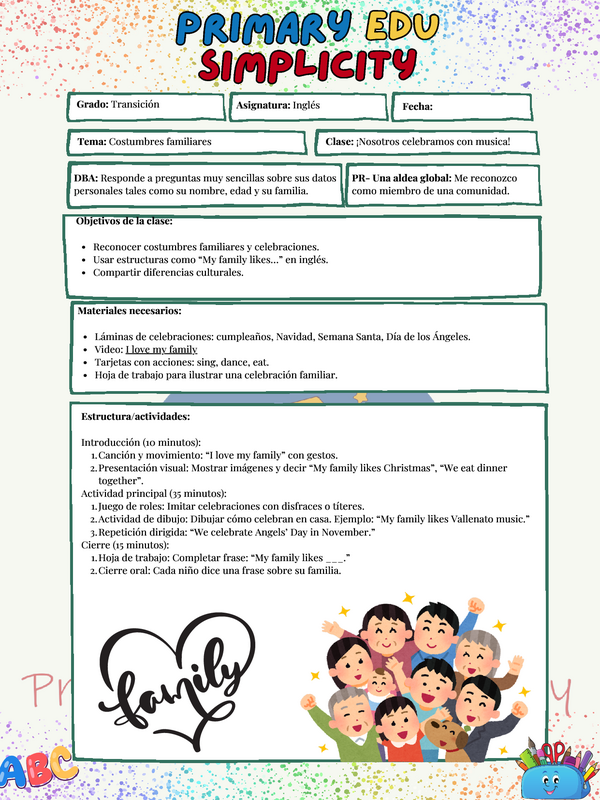 PRIMARY EDU
SIMPLICITY
Grado: Transición
Asignatura: Inglés
Fecha:
Tema: Costumbres familiares
Clase: ¡Nosotros celebramos con musica!
DBA: Responde a preguntas muy sencillas sobre sus datos
personales tales como su nombre, edad y su familia.
PR- Una aldea global: Me reconozco
como miembro de una comunidad.
Objetivos de la clase:
• Reconocer costumbres familiares y celebraciones.
• Usar estructuras como “My family likes…” en inglés.
• Compartir diferencias culturales.
Materiales necesarios:
• Láminas de celebraciones: cumpleaños, Navidad, Semana Santa, Día de los Ángeles.
• Video: I love my family
• Tarjetas con acciones: sing, dance, eat.
• Hoja de trabajo para ilustrar una celebración familiar.
Estructura/actividades:
Introducción (10 minutos):
1. Canción y movimiento: “I love my family” con gestos.
2. Presentación visual: Mostrar imágenes y decir “My family likes Christmas”, “We eat dinner
together”.
Actividad principal (35 minutos):
1. Juego de roles: Imitar celebraciones con disfraces o títeres.
2. Actividad de dibujo: Dibujar cómo celebran en casa. Ejemplo: “My family likes Vallenato music.”
3. Repetición dirigida: “We celebrate Angels’ Day in November.”
Cierre (15 minutos):
1. Hoja de trabajo: Completar frase: “My family likes ___.”
2. Cierre oral: Cada niño dice una frase sobre su familia.
family
ABC